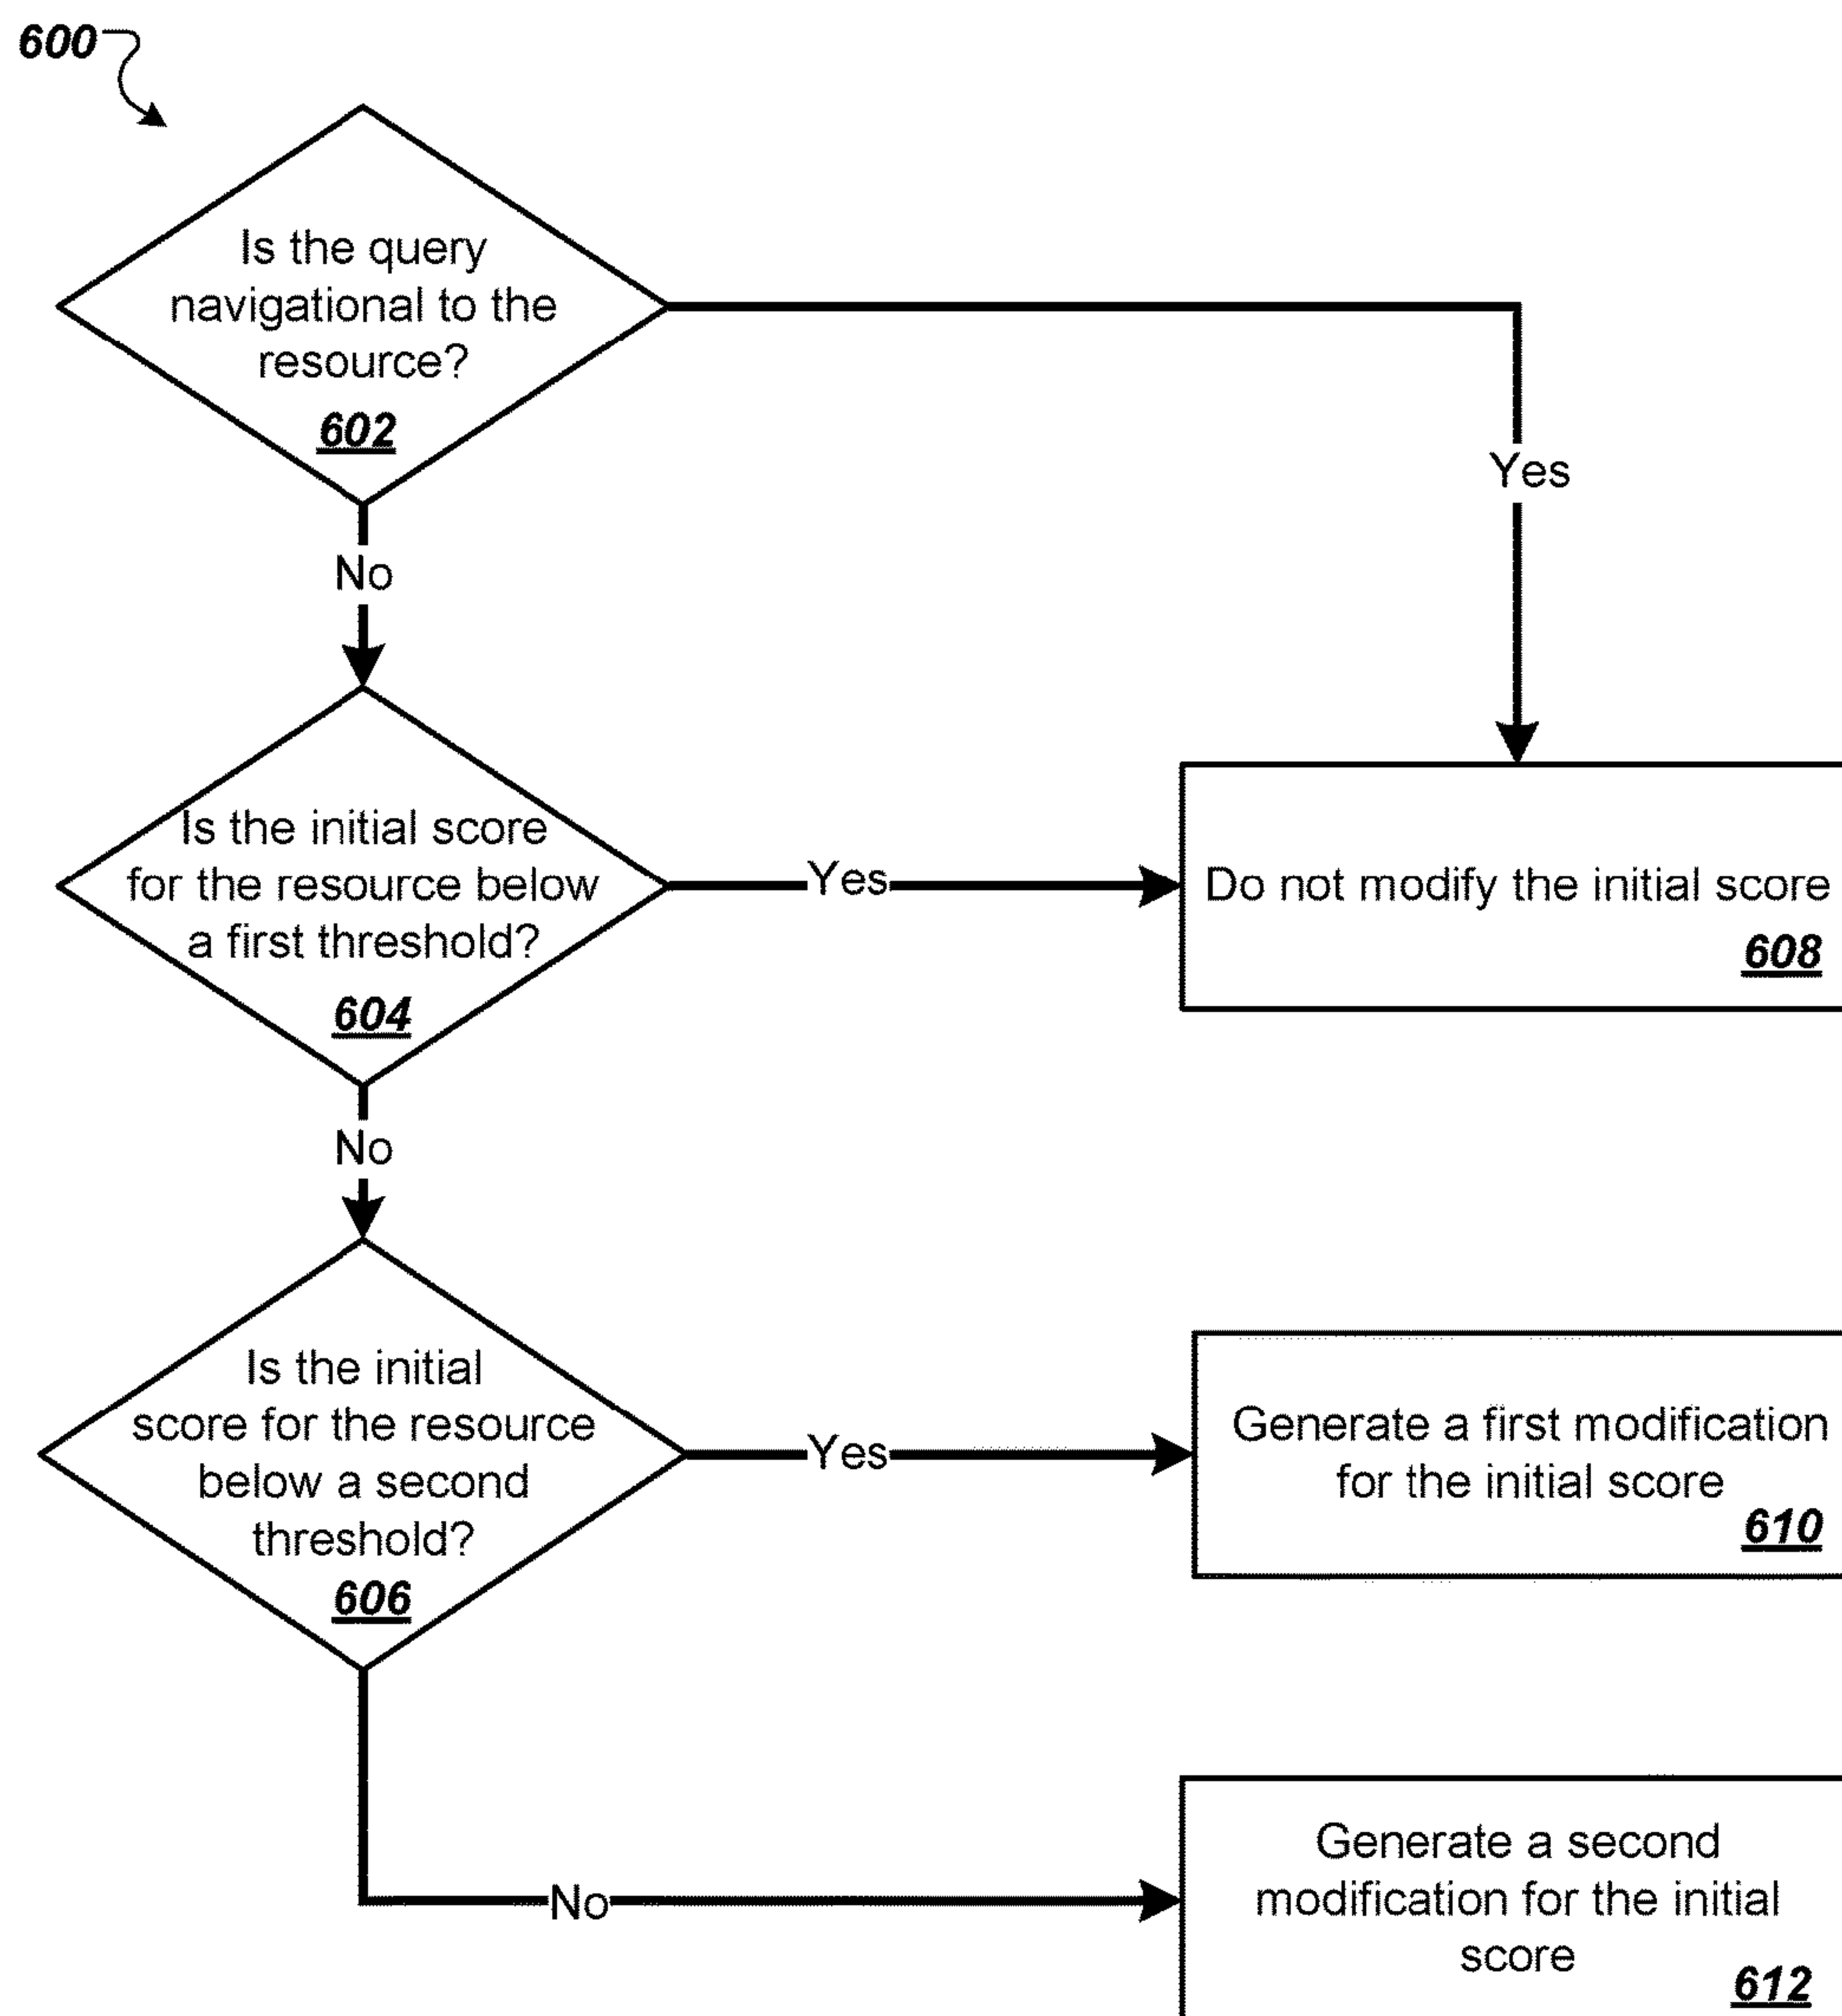 600
Is the query
navigational to the
resource?
602
Yes
No
Is the initial score
for the resource below
a first threshold?
604
Yes
Do not modify the initial score
608
No
Is the initial
score for the resource
below a second
threshold?
606
Yes
Generate a first modification
for the initial score
610
No
Generate a second
modification for the initial
score
612